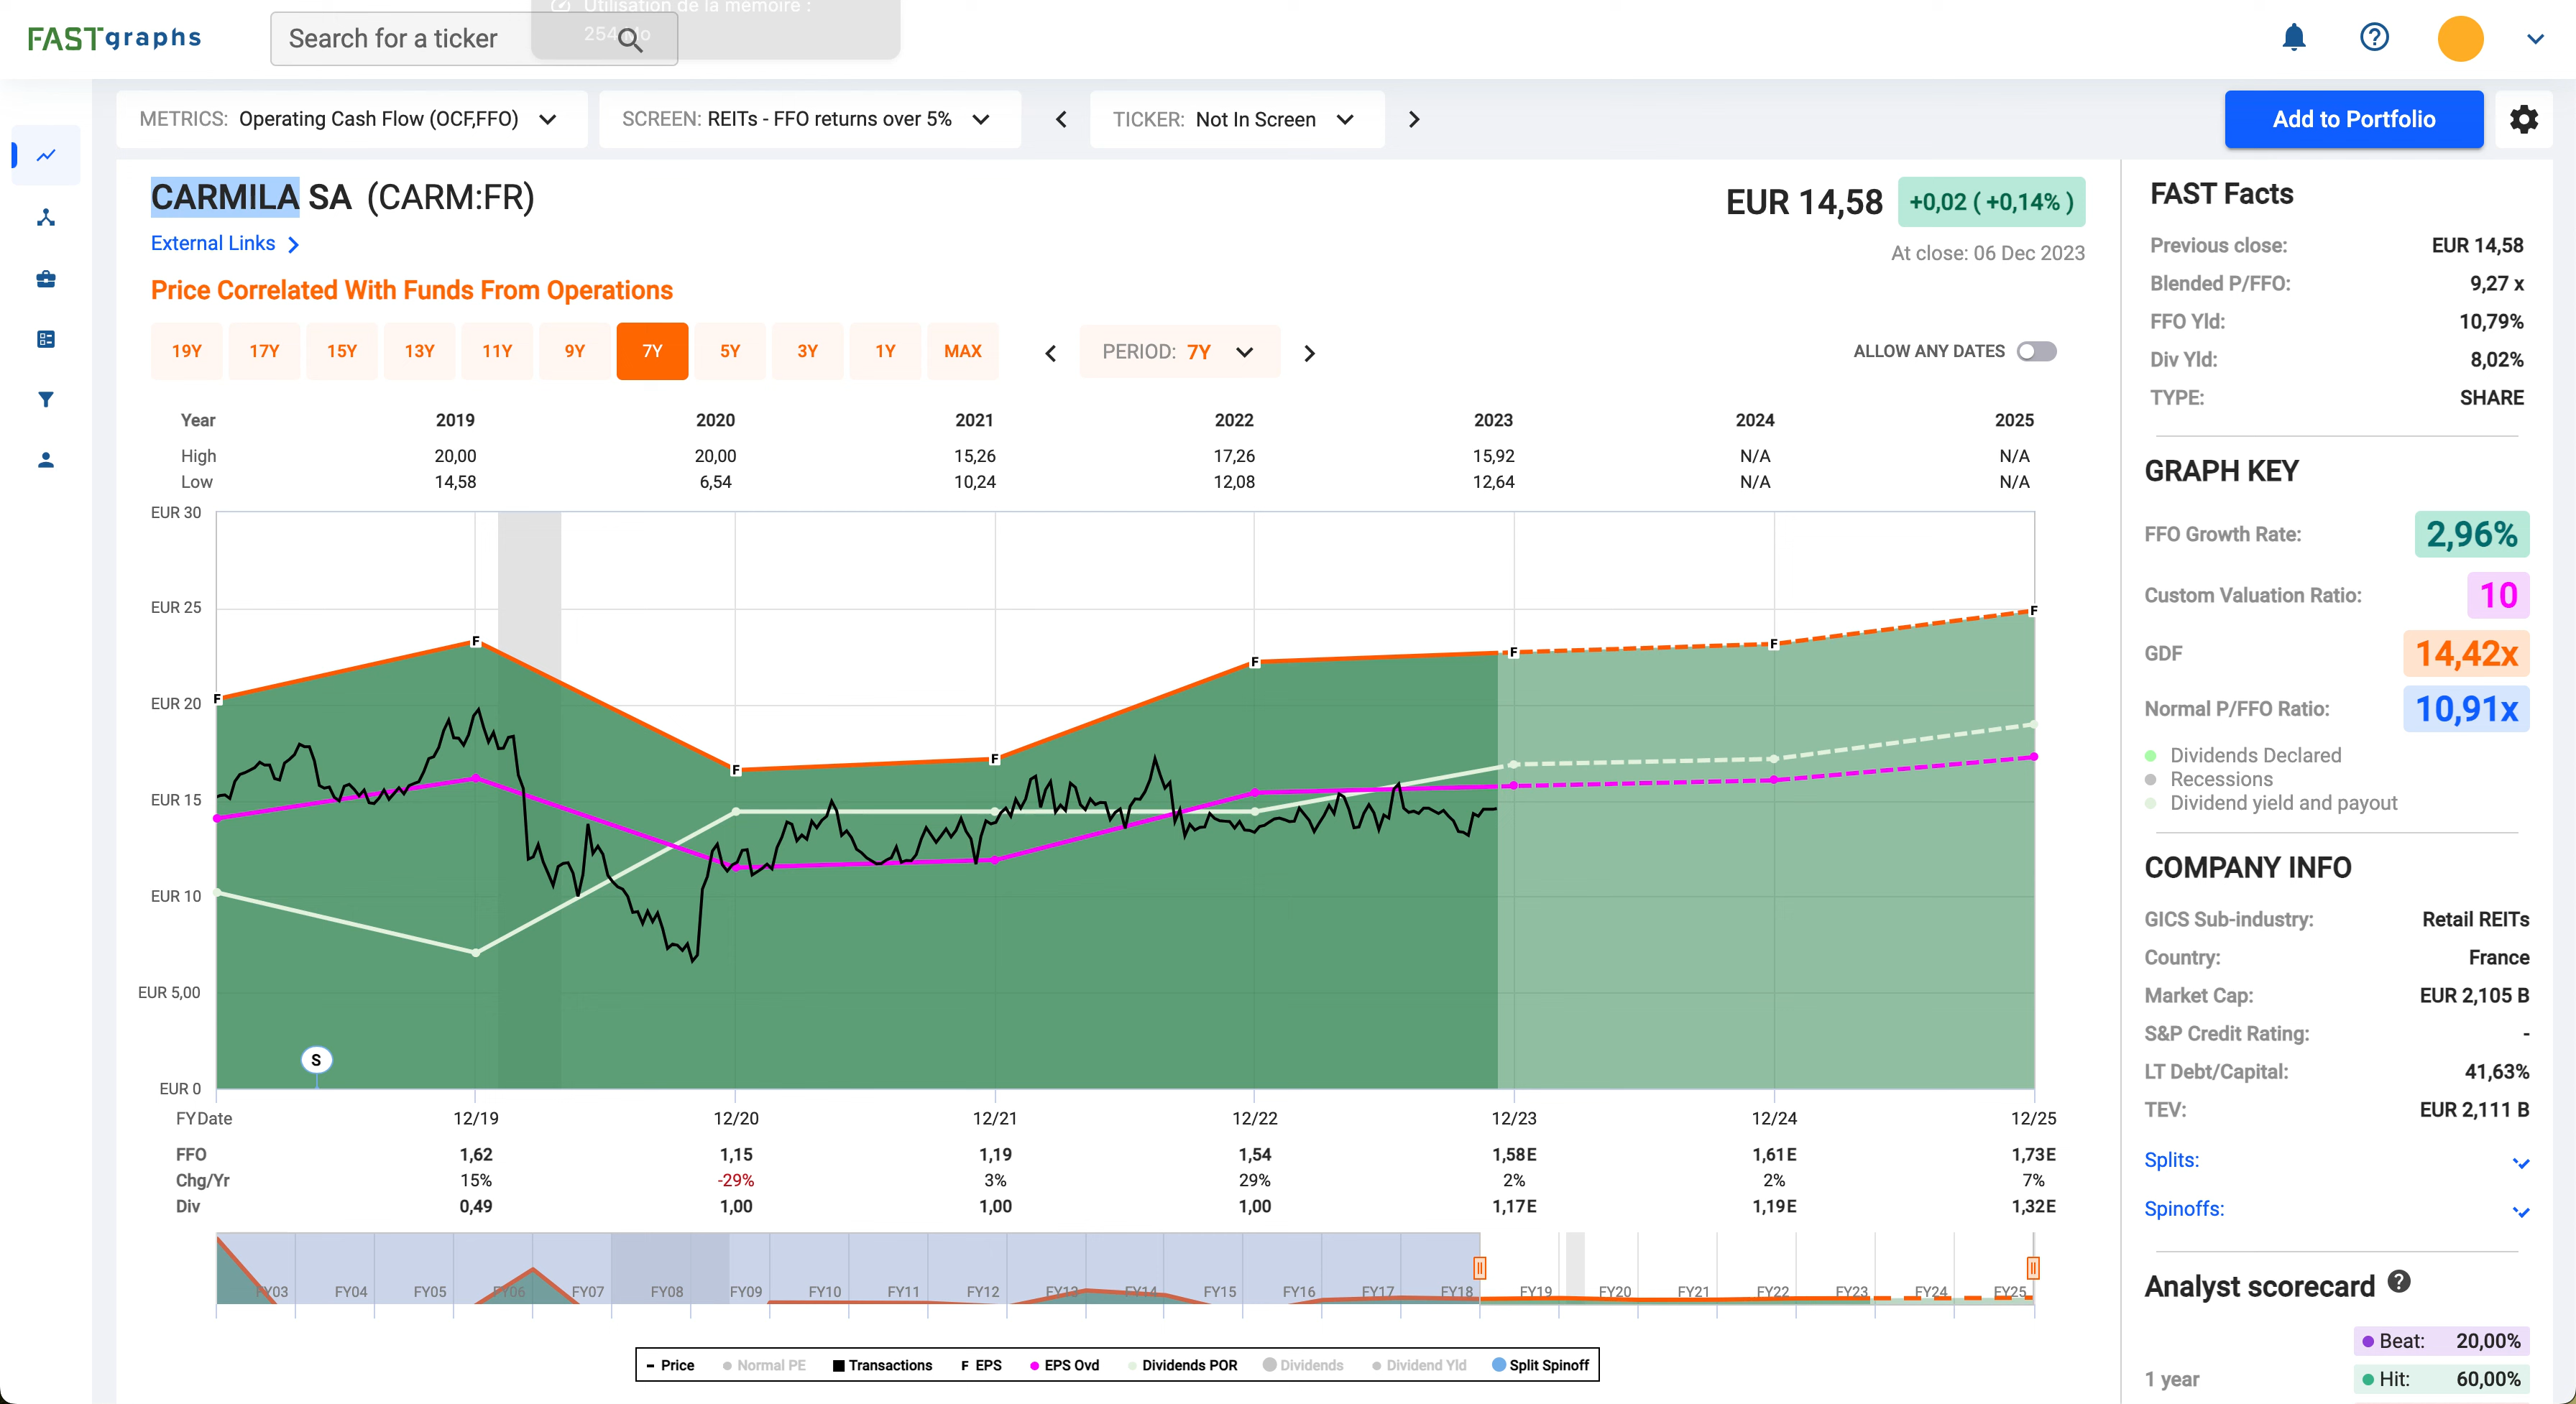 Utilisation de la mémoire :
FASTgraphs
Search for a ticker
METRICS: Operating Cash Flow (OCF,FFO)
SCREEN: REITs - FFO returns over 5%
TICKER: Not In Screen
Add to Portfolio
CARMILA SA (CARM:FR)
EUR 14,58
+0,02 ( +0,14% )
External Links
At close: 06 Dec 2023
Price Correlated With Funds From Operations
19Y 17Y 15Y 13Y 11Y 9Y 7Y 5Y 3Y 1Y MAX
PERIOD: 7Y
ALLOW ANY DATES
Year 2019 2020 2021 2022 2023 2024 2025
High 20,00 20,00 15,26 17,26 15,92 N/A N/A
Low 14,58 6,54 10,24 12,08 12,64 N/A N/A
EUR 30
EUR 25
EUR 20
EUR 15
EUR 10
EUR 5,00
EUR 0
F F F F F F F F
S
FYDate 12/19 12/20 12/21 12/22 12/23 12/24 12/25
FFO 1,62 1,15 1,19 1,54 1,58E 1,61E 1,73E
Chg/Yr 15% -29% 3% 29% 2% 2% 7%
Div 0,49 1,00 1,00 1,00 1,17E 1,19E 1,32E
FY03 FY04 FY05 FY06 FY07 FY08 FY09 FY10 FY11 FY12 FY13 FY14 FY15 FY16 FY17 FY18 FY19 FY20 FY21 FY22 FY23 FY24 FY25
Price Normal PE Transactions F EPS EPS Ovd Dividends POR Dividends Dividend Yld Split Spinoff
FAST Facts
Previous close: EUR 14,58
Blended P/FFO: 9,27 x
FFO Yld: 10,79%
Div Yld: 8,02%
TYPE: SHARE
GRAPH KEY
FFO Growth Rate: 2,96%
Custom Valuation Ratio: 10
GDF 14,42x
Normal P/FFO Ratio: 10,91x
Dividends Declared
Recessions
Dividend yield and payout
COMPANY INFO
GICS Sub-industry: Retail REITs
Country: France
Market Cap: EUR 2,105 B
S&P Credit Rating: -
LT Debt/Capital: 41,63%
TEV: EUR 2,111 B
Splits:
Spinoffs:
Analyst scorecard ?
Beat: 20,00%
1 year Hit: 60,00%